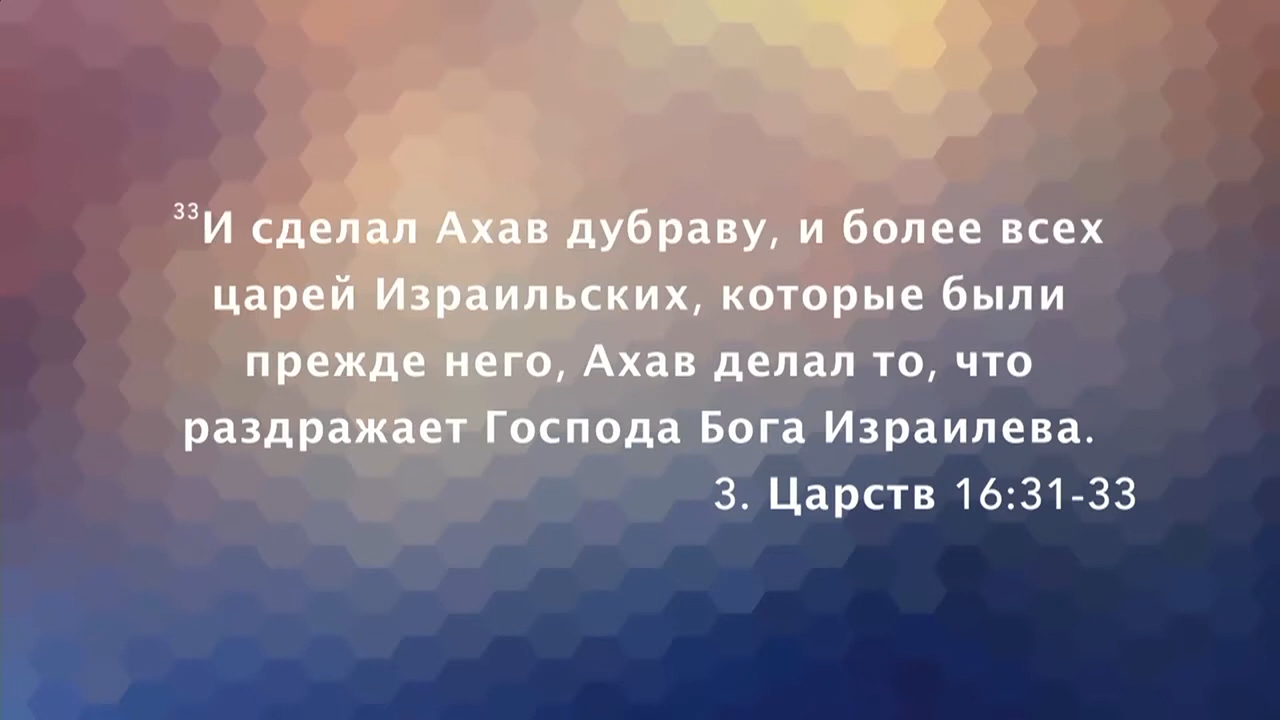 33И сделал Ахав дубраву, и более всех
царей Израильских, которые были
прежде него, Ахав делал то, что
раздражает Господа Бога Израилева.
3. Царств 16:31-33